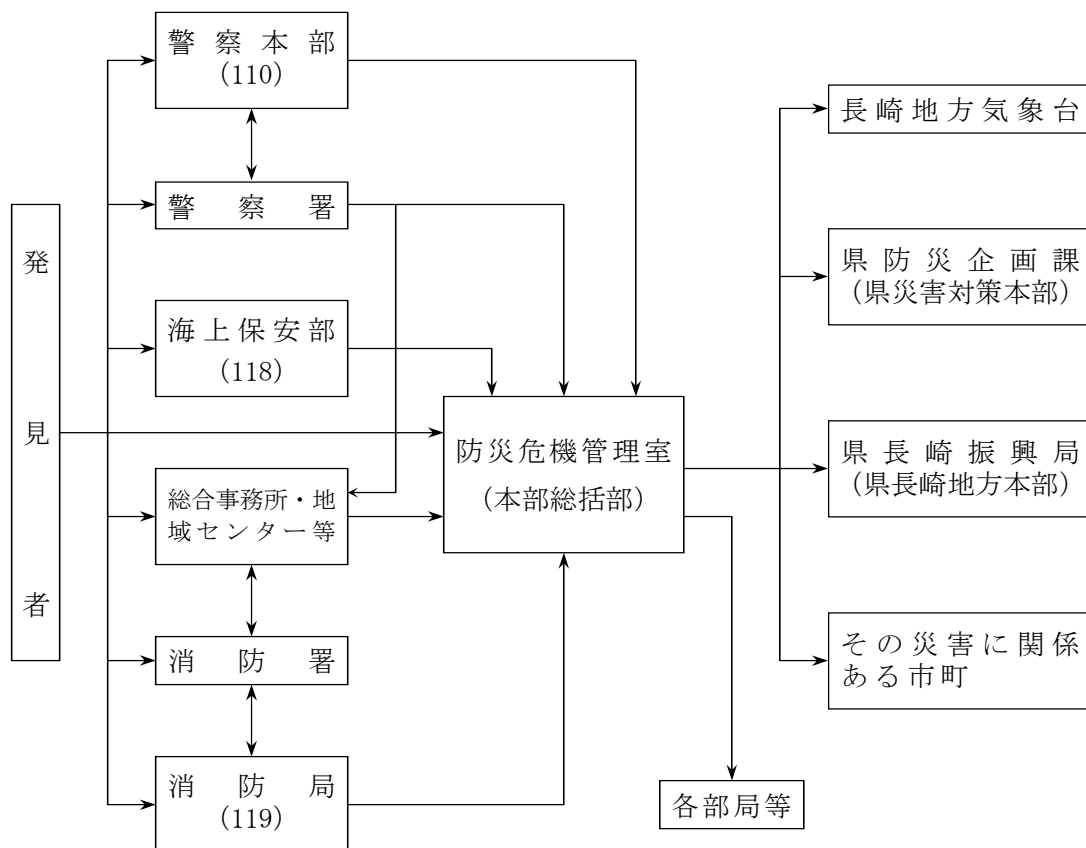 発見者
警察本部
(110)
警察署
海上保安部
(118)
総合事務所・地
域センター等
消防署
消防局
(119)
防災危機管理室
(本部総括部)
各部局等
長崎地方気象台
県防災企画課
(県災害対策本部)
県長崎振興局
(県長崎地方本部)
その災害に関係
ある市町